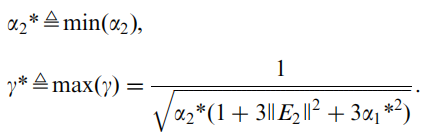 α₂* ≜ min(α₂),
γ* ≜ max(γ) = 1 / √(α₂*(1 + 3‖E₂‖² + 3α₁*²)) .